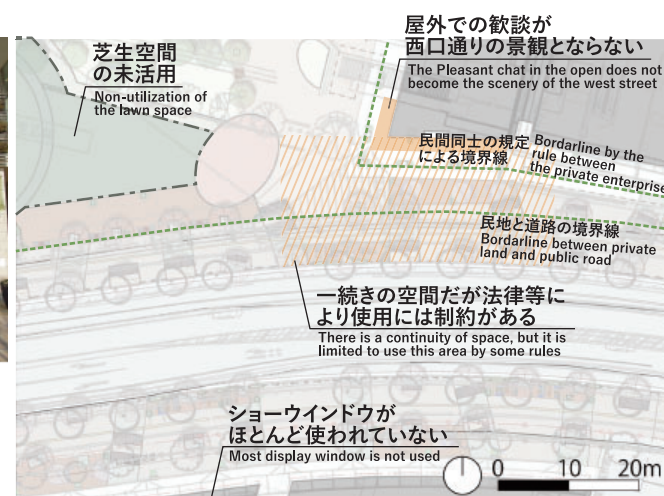 芝生空間
の未活用
Non-utilization of
the lawn space
屋外での歓談が
西口通りの景観とならない
The Pleasant chat in the open does not
become the scenery of the west street
民間同士の規定
による境界線
Bordarline by the
rule between
the private enterprise
民地と道路の境界線
Bordarline between private
land and public road
一続きの空間だが法律等に
より使用には制約がある
There is a continuity of space, but it is
limited to use this area by some rules
ショーウインドウが
ほとんど使われていない
Most display window is not used
0 10 20m